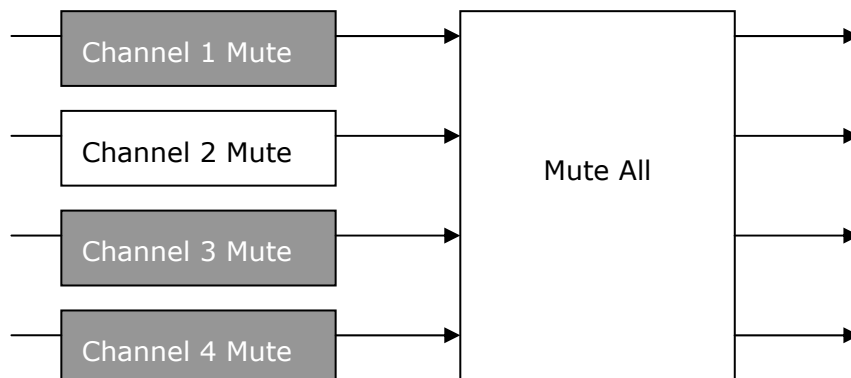 Channel 1 Mute
Channel 2 Mute
Mute All
Channel 3 Mute
Channel 4 Mute